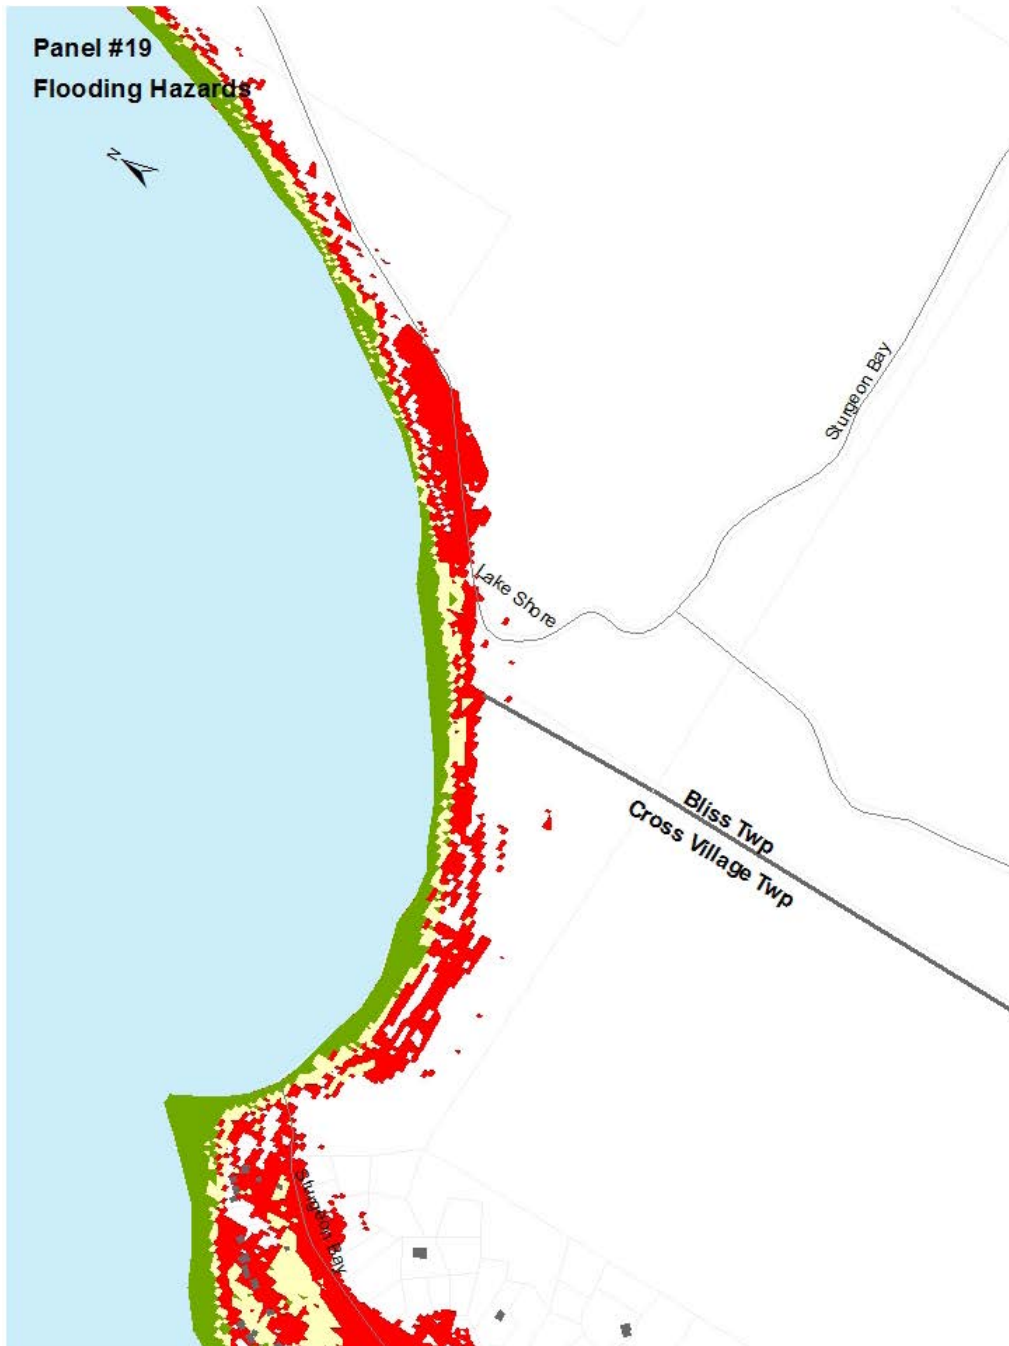 Panel #19
Flooding Hazards
N
Sturgeon Bay
Lake Shore
Bliss Twp
Cross Village Twp
Sturgeon Bay